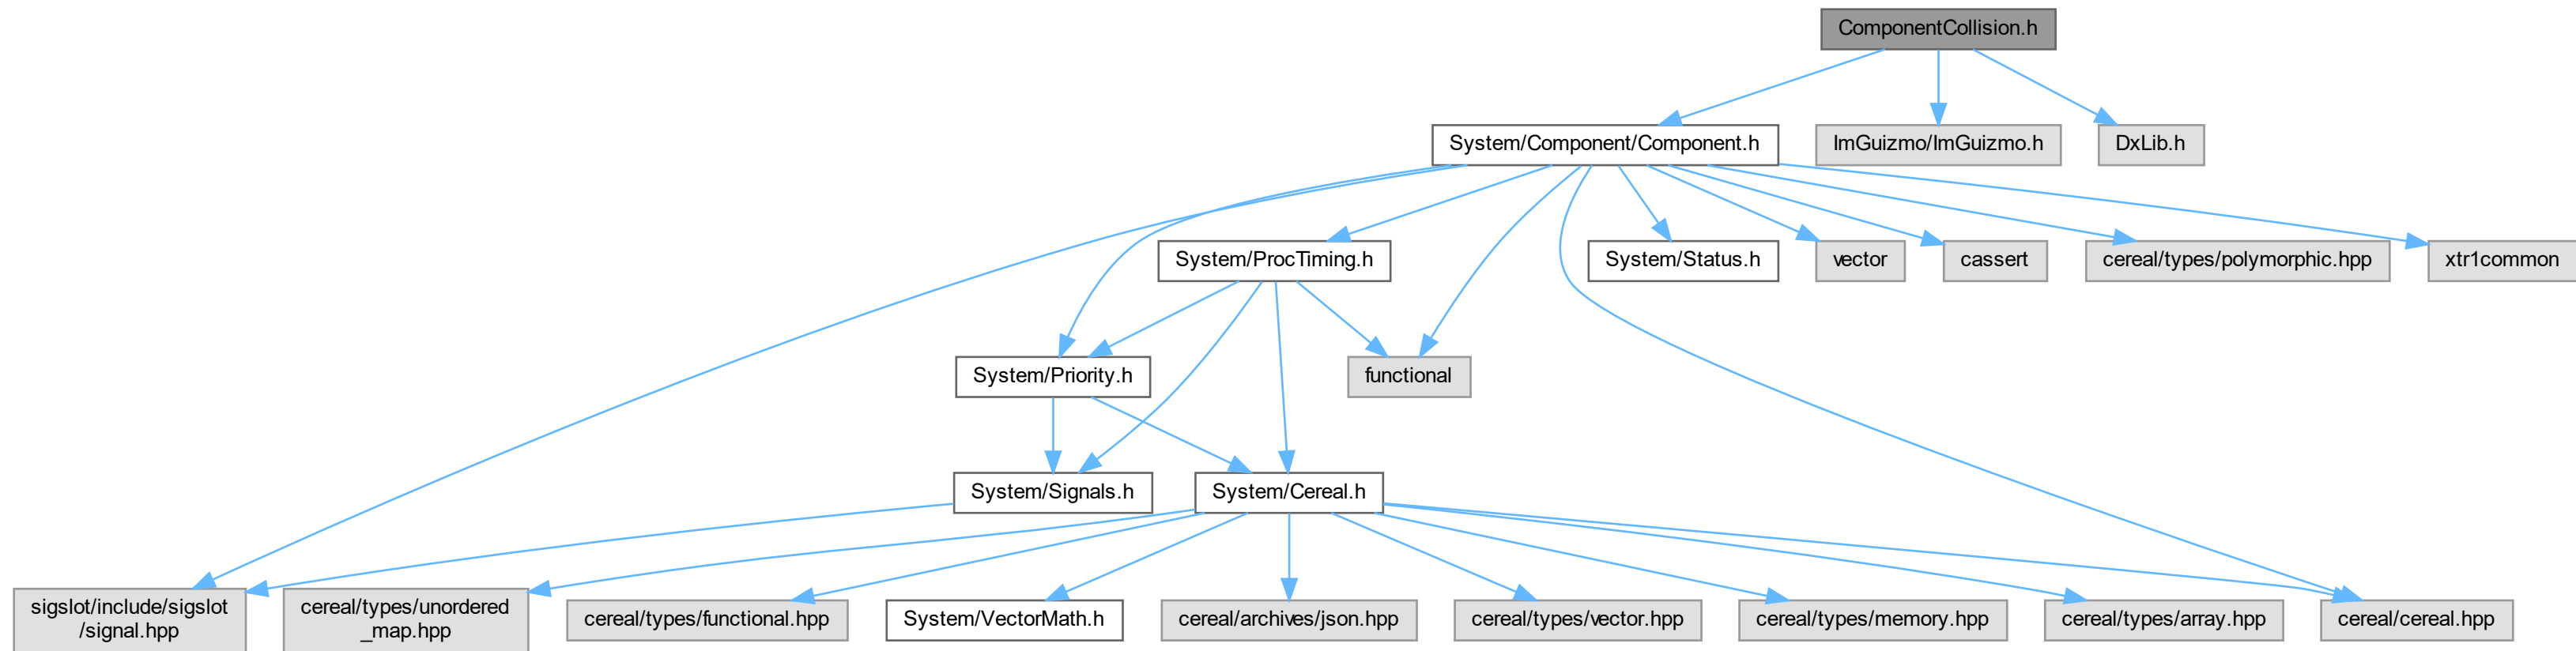 ComponentCollision.h
System/Component/Component.h
ImGuizmo/ImGuizmo.h
DxLib.h
System/ProcTiming.h
System/Status.h
vector
cassert
cereal/types/polymorphic.hpp
xtr1common
System/Priority.h
functional
System/Signals.h
System/Cereal.h
sigslot/include/sigslot
/signal.hpp
cereal/types/unordered
_map.hpp
cereal/types/functional.hpp
System/VectorMath.h
cereal/archives/json.hpp
cereal/types/vector.hpp
cereal/types/memory.hpp
cereal/types/array.hpp
cereal/cereal.hpp